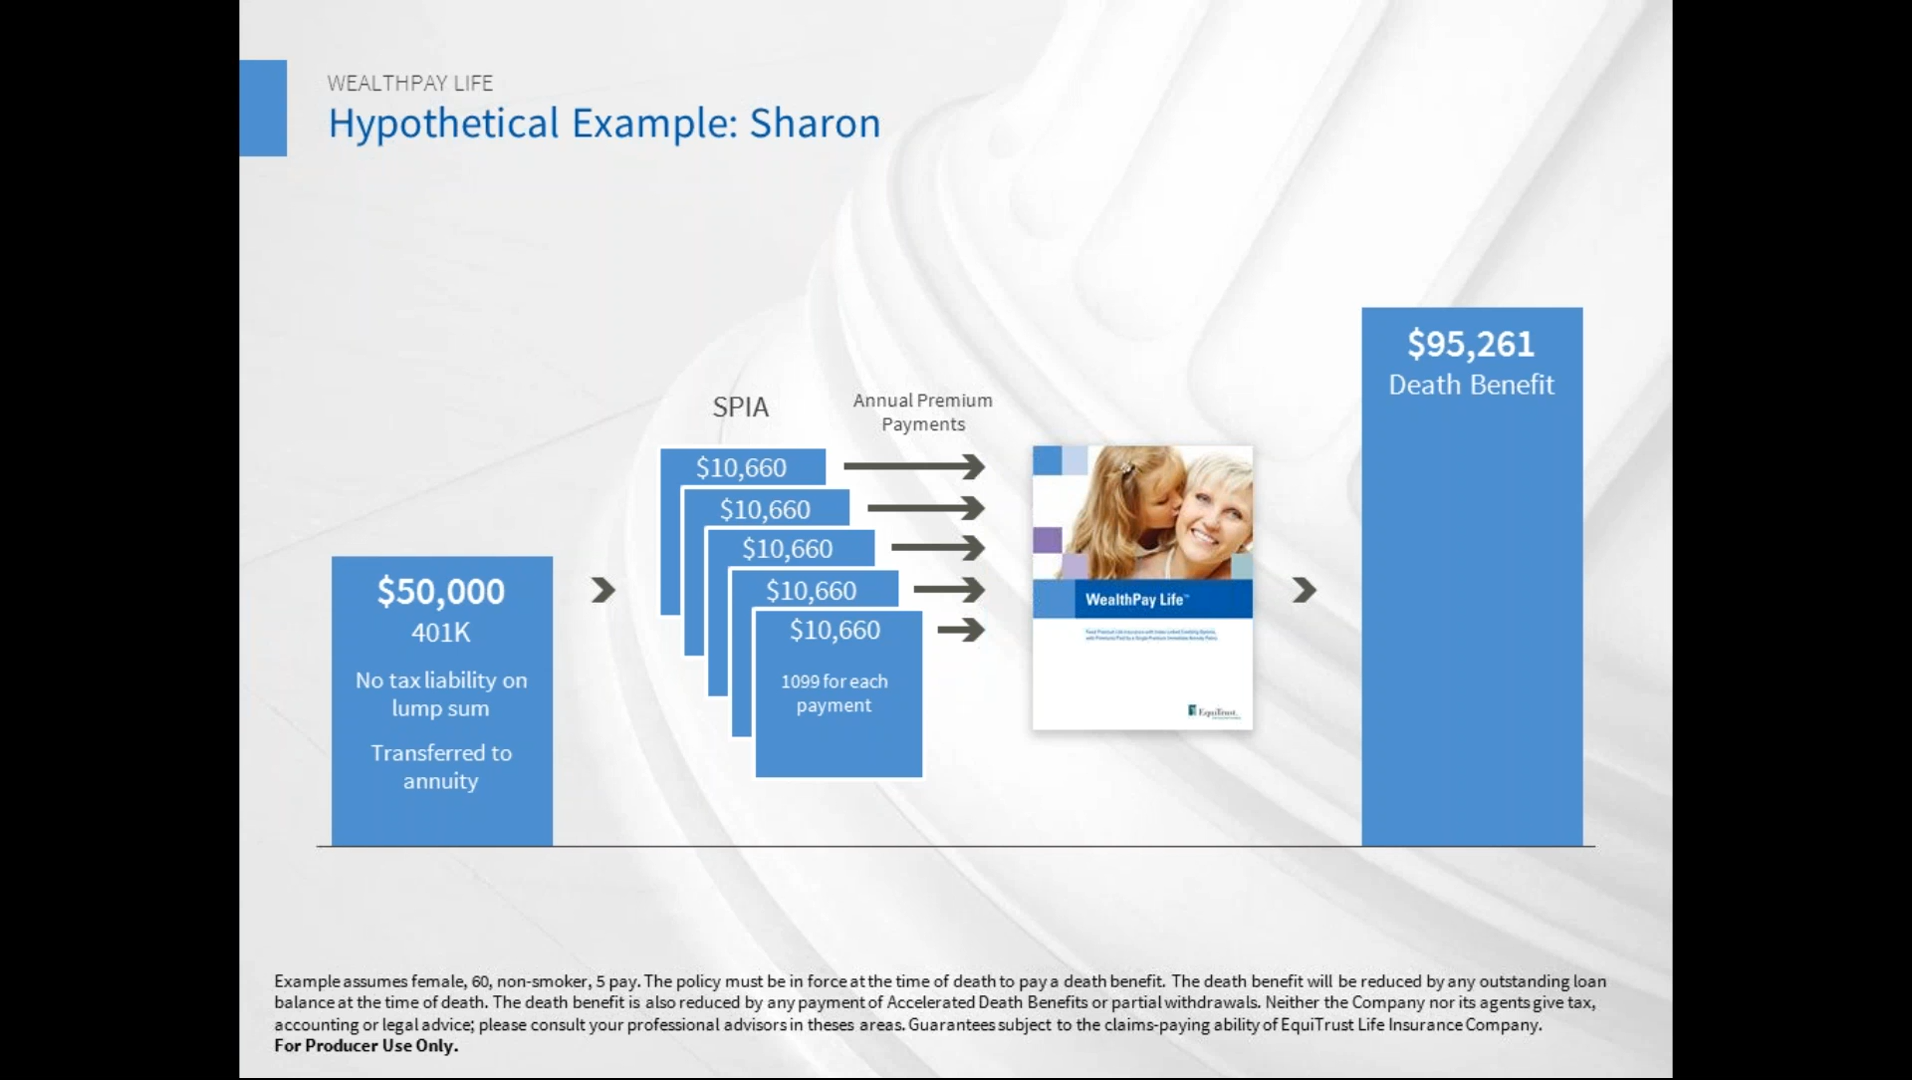 WEALTHPAY LIFE
Hypothetical Example: Sharon
$50,000
401K
No tax liability on
lump sum
Transferred to
annuity
SPIA
Annual Premium
Payments
$10,660
$10,660
$10,660
$10,660
$10,660
1099 for each
payment
WealthPay Life™
EquiTrust
$95,261
Death Benefit
Example assumes female, 60, non-smoker, 5 pay. The policy must be in force at the time of death to pay a death benefit. The death benefit will be reduced by any outstanding loan
balance at the time of death. The death benefit is also reduced by any payment of Accelerated Death Benefits or partial withdrawals. Neither the Company nor its agents give tax,
accounting or legal advice; please consult your professional advisors in theses areas. Guarantees subject to the claims-paying ability of EquiTrust Life Insurance Company.
For Producer Use Only.